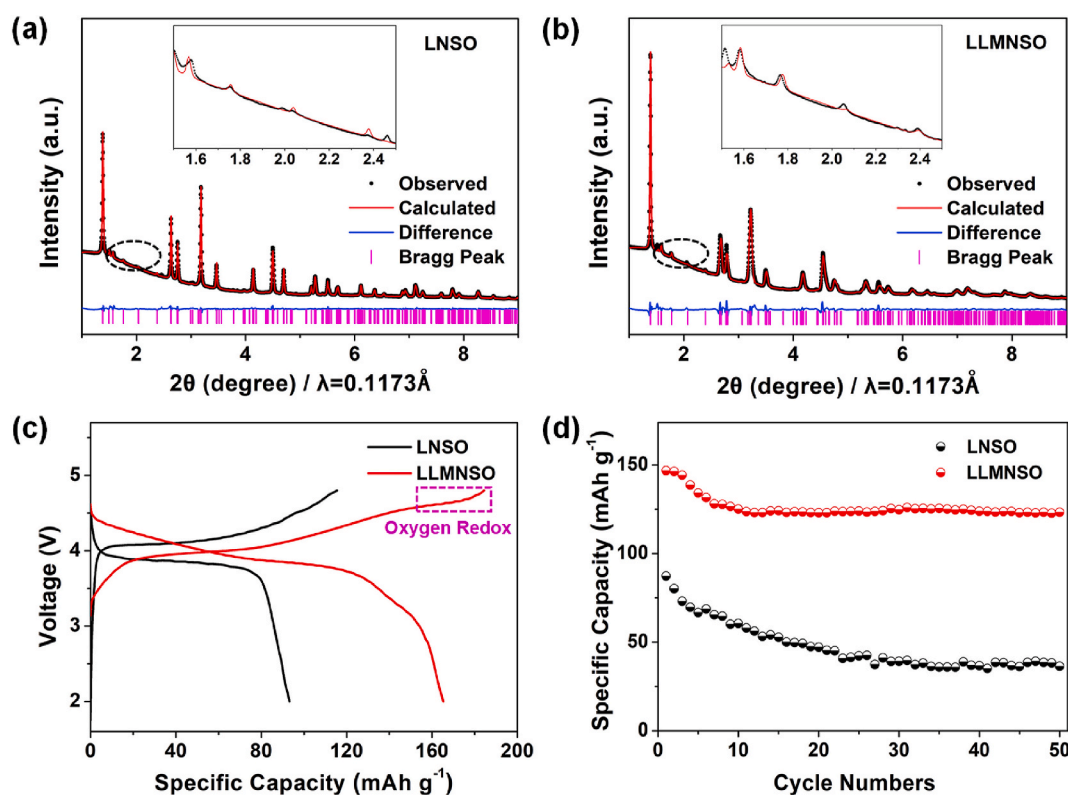 (a)
LNSO
1.6 1.8 2.0 2.2 2.4
Observed
Calculated
Difference
Bragg Peak
Intensity (a.u.)
2 4 6 8
2θ (degree) / λ=0.1173Å
(b)
LLMNSO
1.6 1.8 2.0 2.2 2.4
Observed
Calculated
Difference
Bragg Peak
Intensity (a.u.)
2 4 6 8
2θ (degree) / λ=0.1173Å
(c)
LNSO
LLMNSO
Oxygen Redox
Voltage (V)
5
4
3
2
0 40 80 120 160 200
Specific Capacity (mAh g⁻¹)
(d)
LNSO
LLMNSO
Specific Capacity (mAh g⁻¹)
150
100
50
0
0 10 20 30 40 50
Cycle Numbers